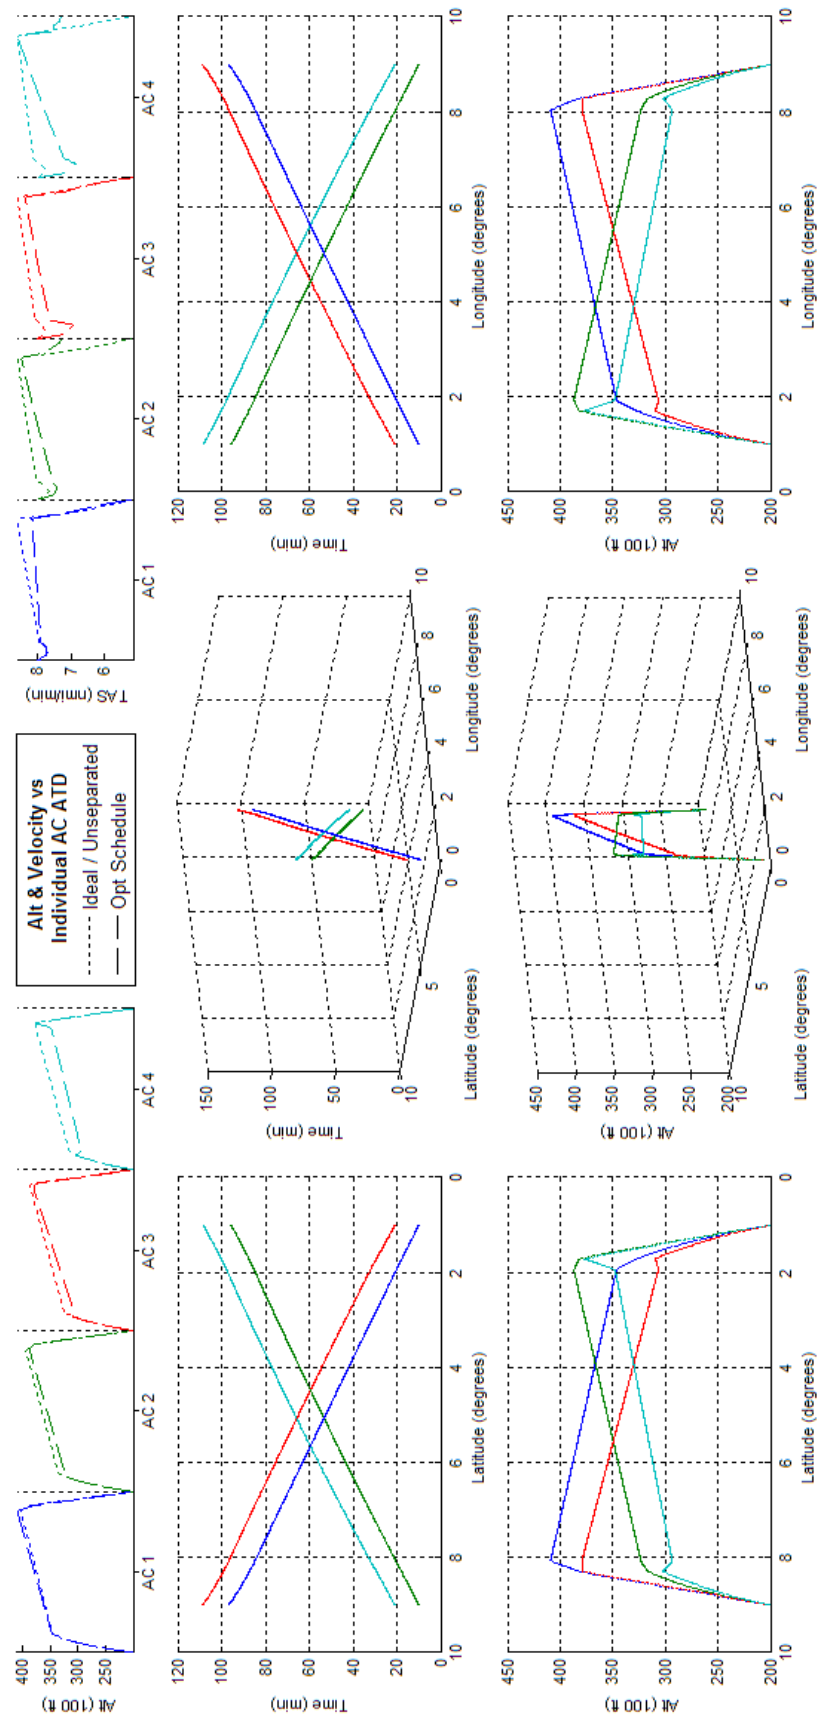 Alt (100 ft)
400
350
300
250
AC 1
AC 2
AC 3
AC 4
Alt & Velocity vs
Individual AC ATD
Ideal / Unseparated
Opt Schedule
TAS (nmi/min)
8
7
6
AC 1
AC 2
AC 3
AC 4
Time (min)
120
100
80
60
40
20
10 8 6 4 2 0
Latitude (degrees)
Time (min)
150
100
50
0
10 5 0
Latitude (degrees)
0 2 4 6 8 10
Longitude (degrees)
Time (min)
120
100
80
60
40
20
0 2 4 6 8 10
Longitude (degrees)
Alt (100 ft)
450
400
350
300
250
200
10 8 6 4 2 0
Latitude (degrees)
Alt (100 ft)
450
400
350
300
250
200
10 5 0
Latitude (degrees)
0 2 4 6 8 10
Longitude (degrees)
Alt (100 ft)
450
400
350
300
250
200
0 2 4 6 8 10
Longitude (degrees)